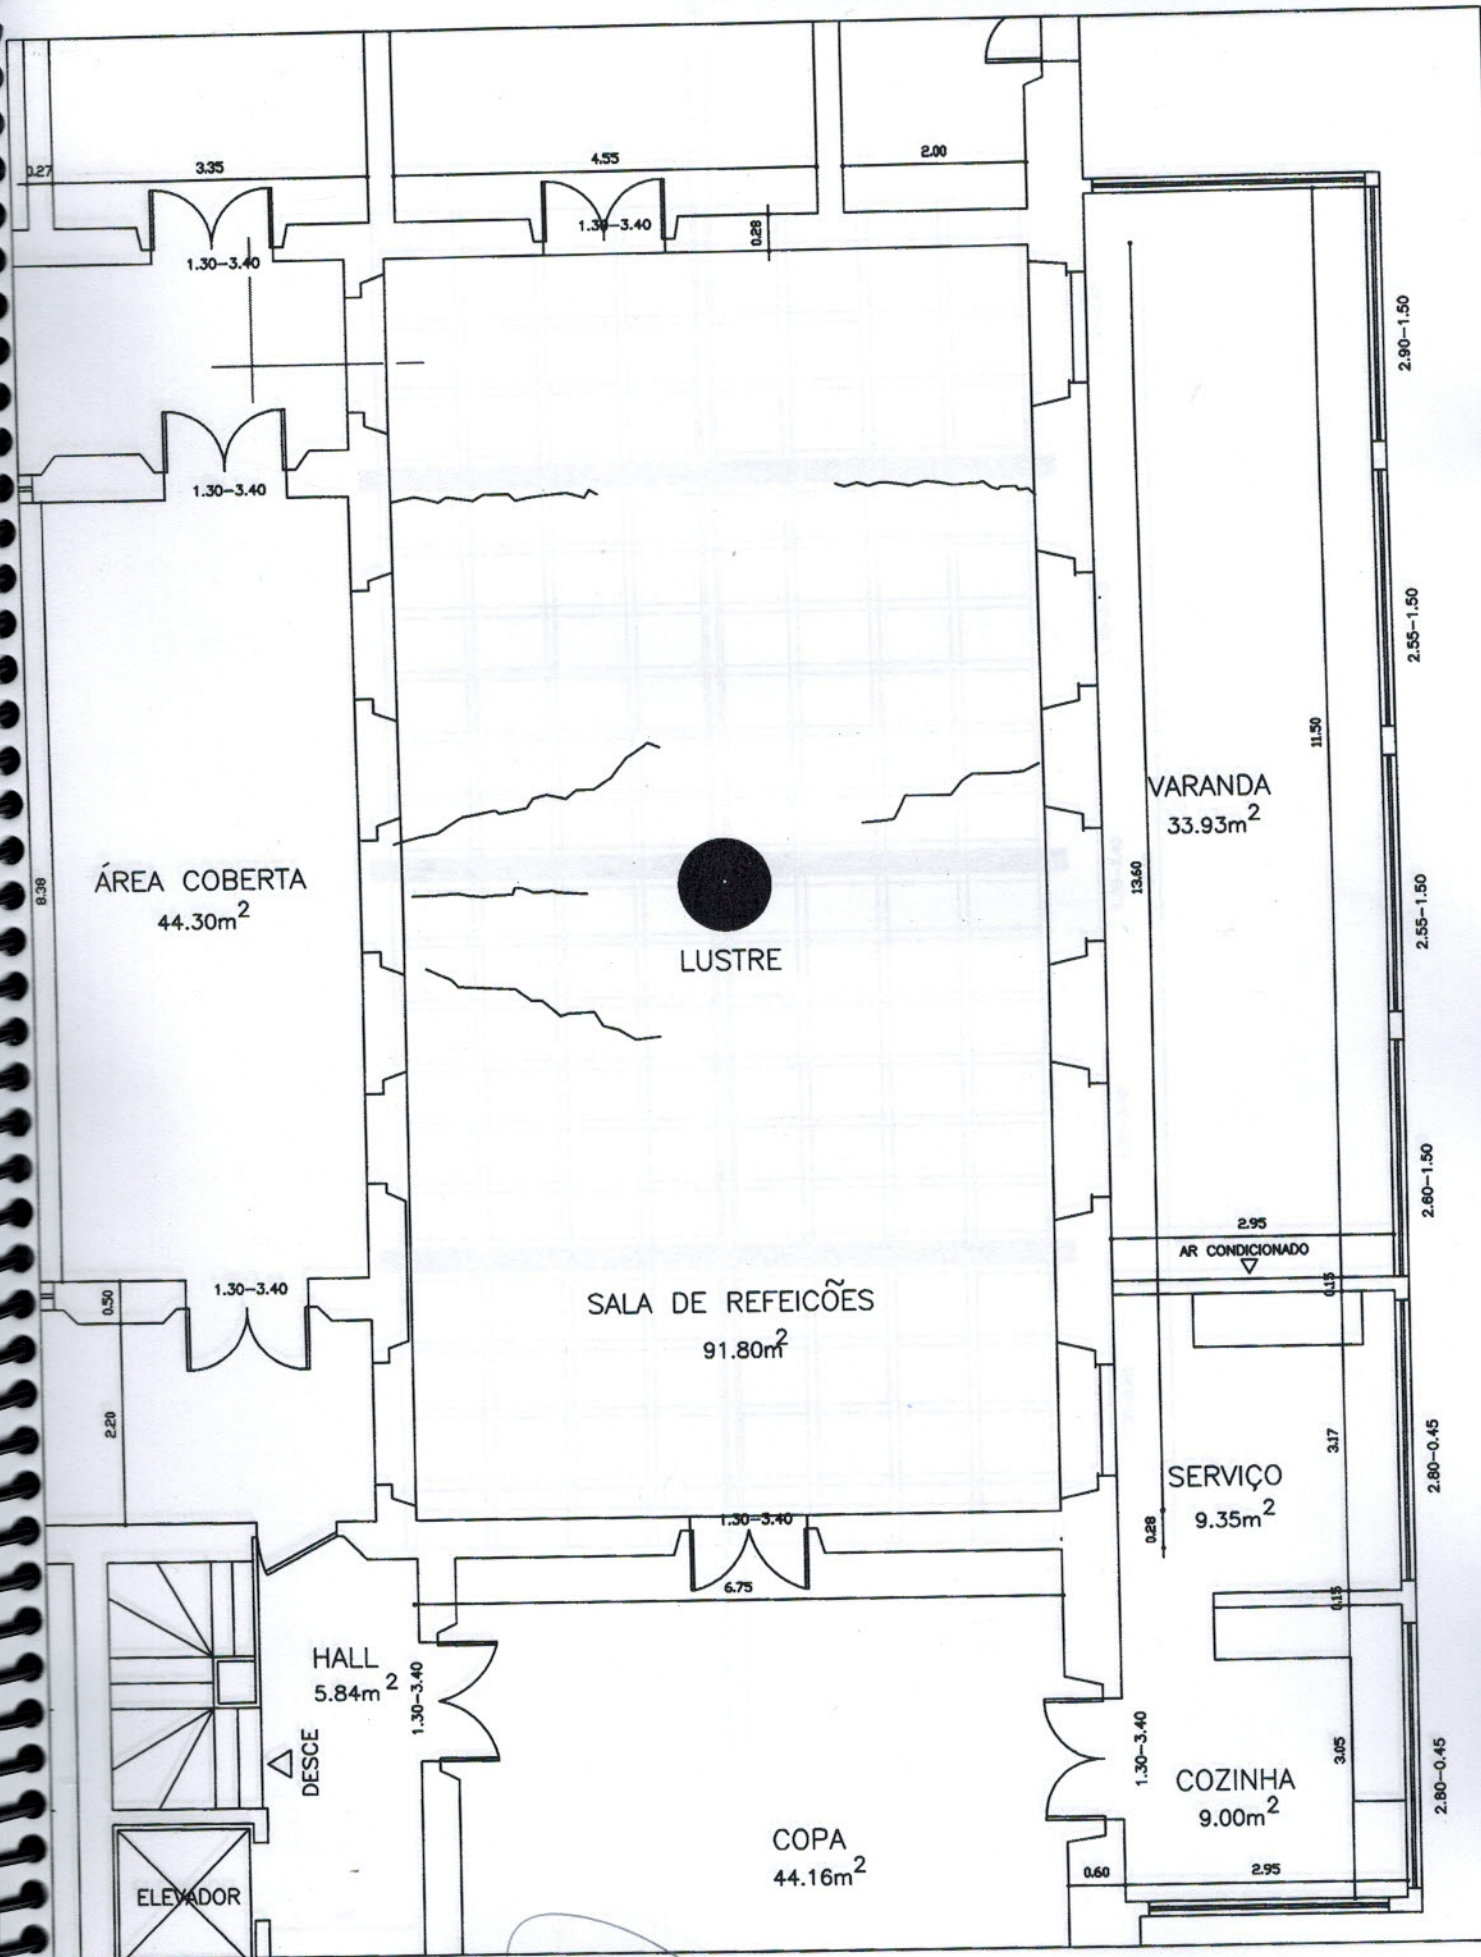 0.27
3.35
4.55
2.00
1.30-3.40
1.30-3.40
0.28
1.30-3.40
2.90-1.50
2.55-1.50
11.50
VARANDA
33.93m²
13.60
8.38
ÁREA COBERTA
44.30m²
LUSTRE
2.55-1.50
2.60-1.50
2.95
AR CONDICIONADO
0.15
0.50
1.30-3.40
SALA DE REFEICÕES
91.80m²
2.20
3.17
2.80-0.45
SERVIÇO
9.35m²
1.30-3.40
0.28
6.75
0.15
HALL
5.84m²
1.30-3.40
DESCE
1.30-3.40
3.05
2.80-0.45
COZINHA
9.00m²
COPA
44.16m²
0.60
2.95
ELEVADOR